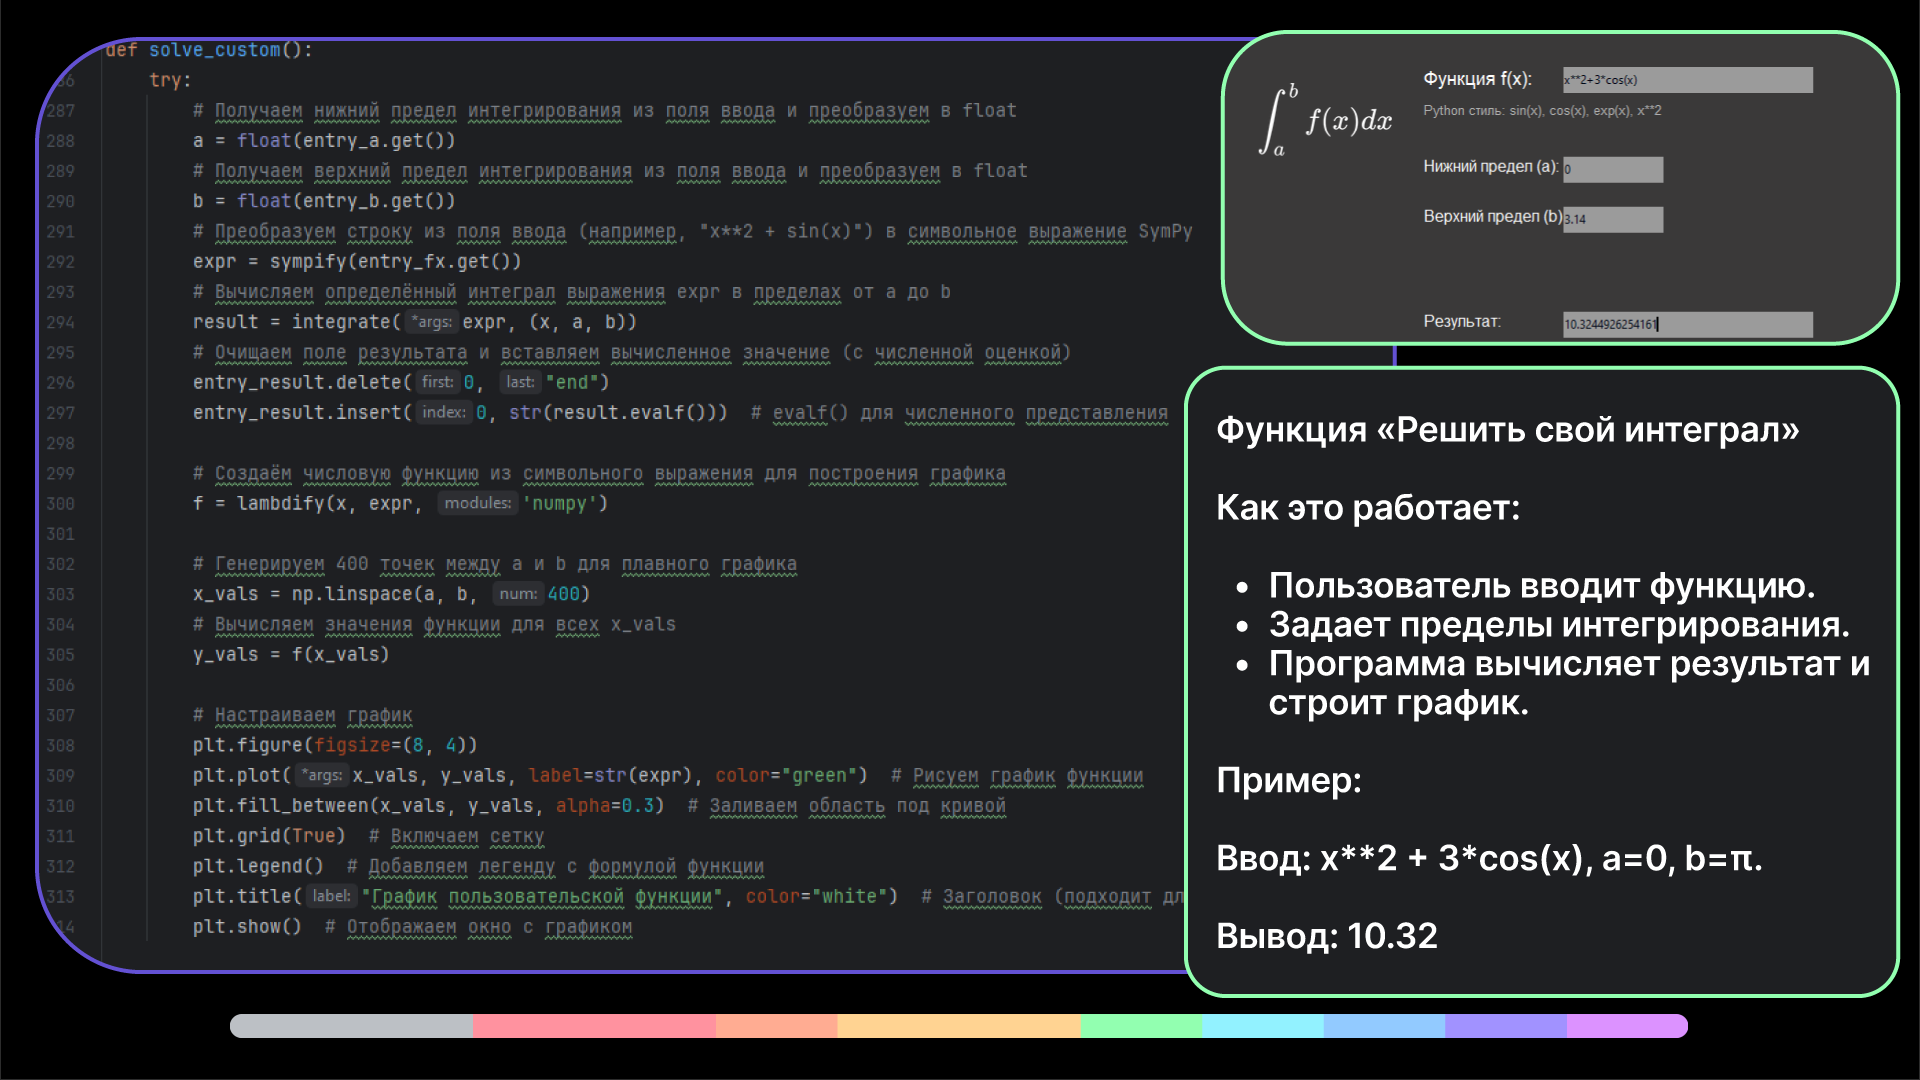 def solve_custom():
86 try:
287 # Получаем нижний предел интегрирования из поля ввода и преобразуем в float
288 a = float(entry_a.get())
289 # Получаем верхний предел интегрирования из поля ввода и преобразуем в float
290 b = float(entry_b.get())
291 # Преобразуем строку из поля ввода (например, "x**2 + sin(x)") в символьное выражение SymPy
292 expr = sympify(entry_fx.get())
293 # Вычисляем определённый интеграл выражения expr в пределах от a до b
294 result = integrate( *args: expr, (x, a, b))
295 # Очищаем поле результата и вставляем вычисленное значение (с численной оценкой)
296 entry_result.delete( first: 0, last: "end")
297 entry_result.insert( index: 0, str(result.evalf())) # evalf() для численного представления
298
299 # Создаём числовую функцию из символьного выражения для построения графика
300 f = lambdify(x, expr, modules: 'numpy')
301
302 # Генерируем 400 точек между a и b для плавного графика
303 x_vals = np.linspace(a, b, num: 400)
304 # Вычисляем значения функции для всех x_vals
305 y_vals = f(x_vals)
306
307 # Настраиваем график
308 plt.figure(figsize=(8, 4))
309 plt.plot( *args: x_vals, y_vals, label=str(expr), color="green") # Рисуем график функции
310 plt.fill_between(x_vals, y_vals, alpha=0.3) # Заливаем область под кривой
311 plt.grid(True) # Включаем сетку
312 plt.legend() # Добавляем легенду с формулой функции
313 plt.title( label: "График пользовательской функции", color="white") # Заголовок (подходит дл
14 plt.show() # Отображаем окно с графиком
∫ₐᵇ f(x)dx
Функция f(x): x**2+3*cos(x)
Python стиль: sin(x), cos(x), exp(x), x**2
Нижний предел (a): 0
Верхний предел (b) 3.14
Результат: 10.3244926254161
Функция «Решить свой интеграл»
Как это работает:
• Пользователь вводит функцию.
• Задает пределы интегрирования.
• Программа вычисляет результат и
строит график.
Пример:
Ввод: x**2 + 3*cos(x), a=0, b=π.
Вывод: 10.32